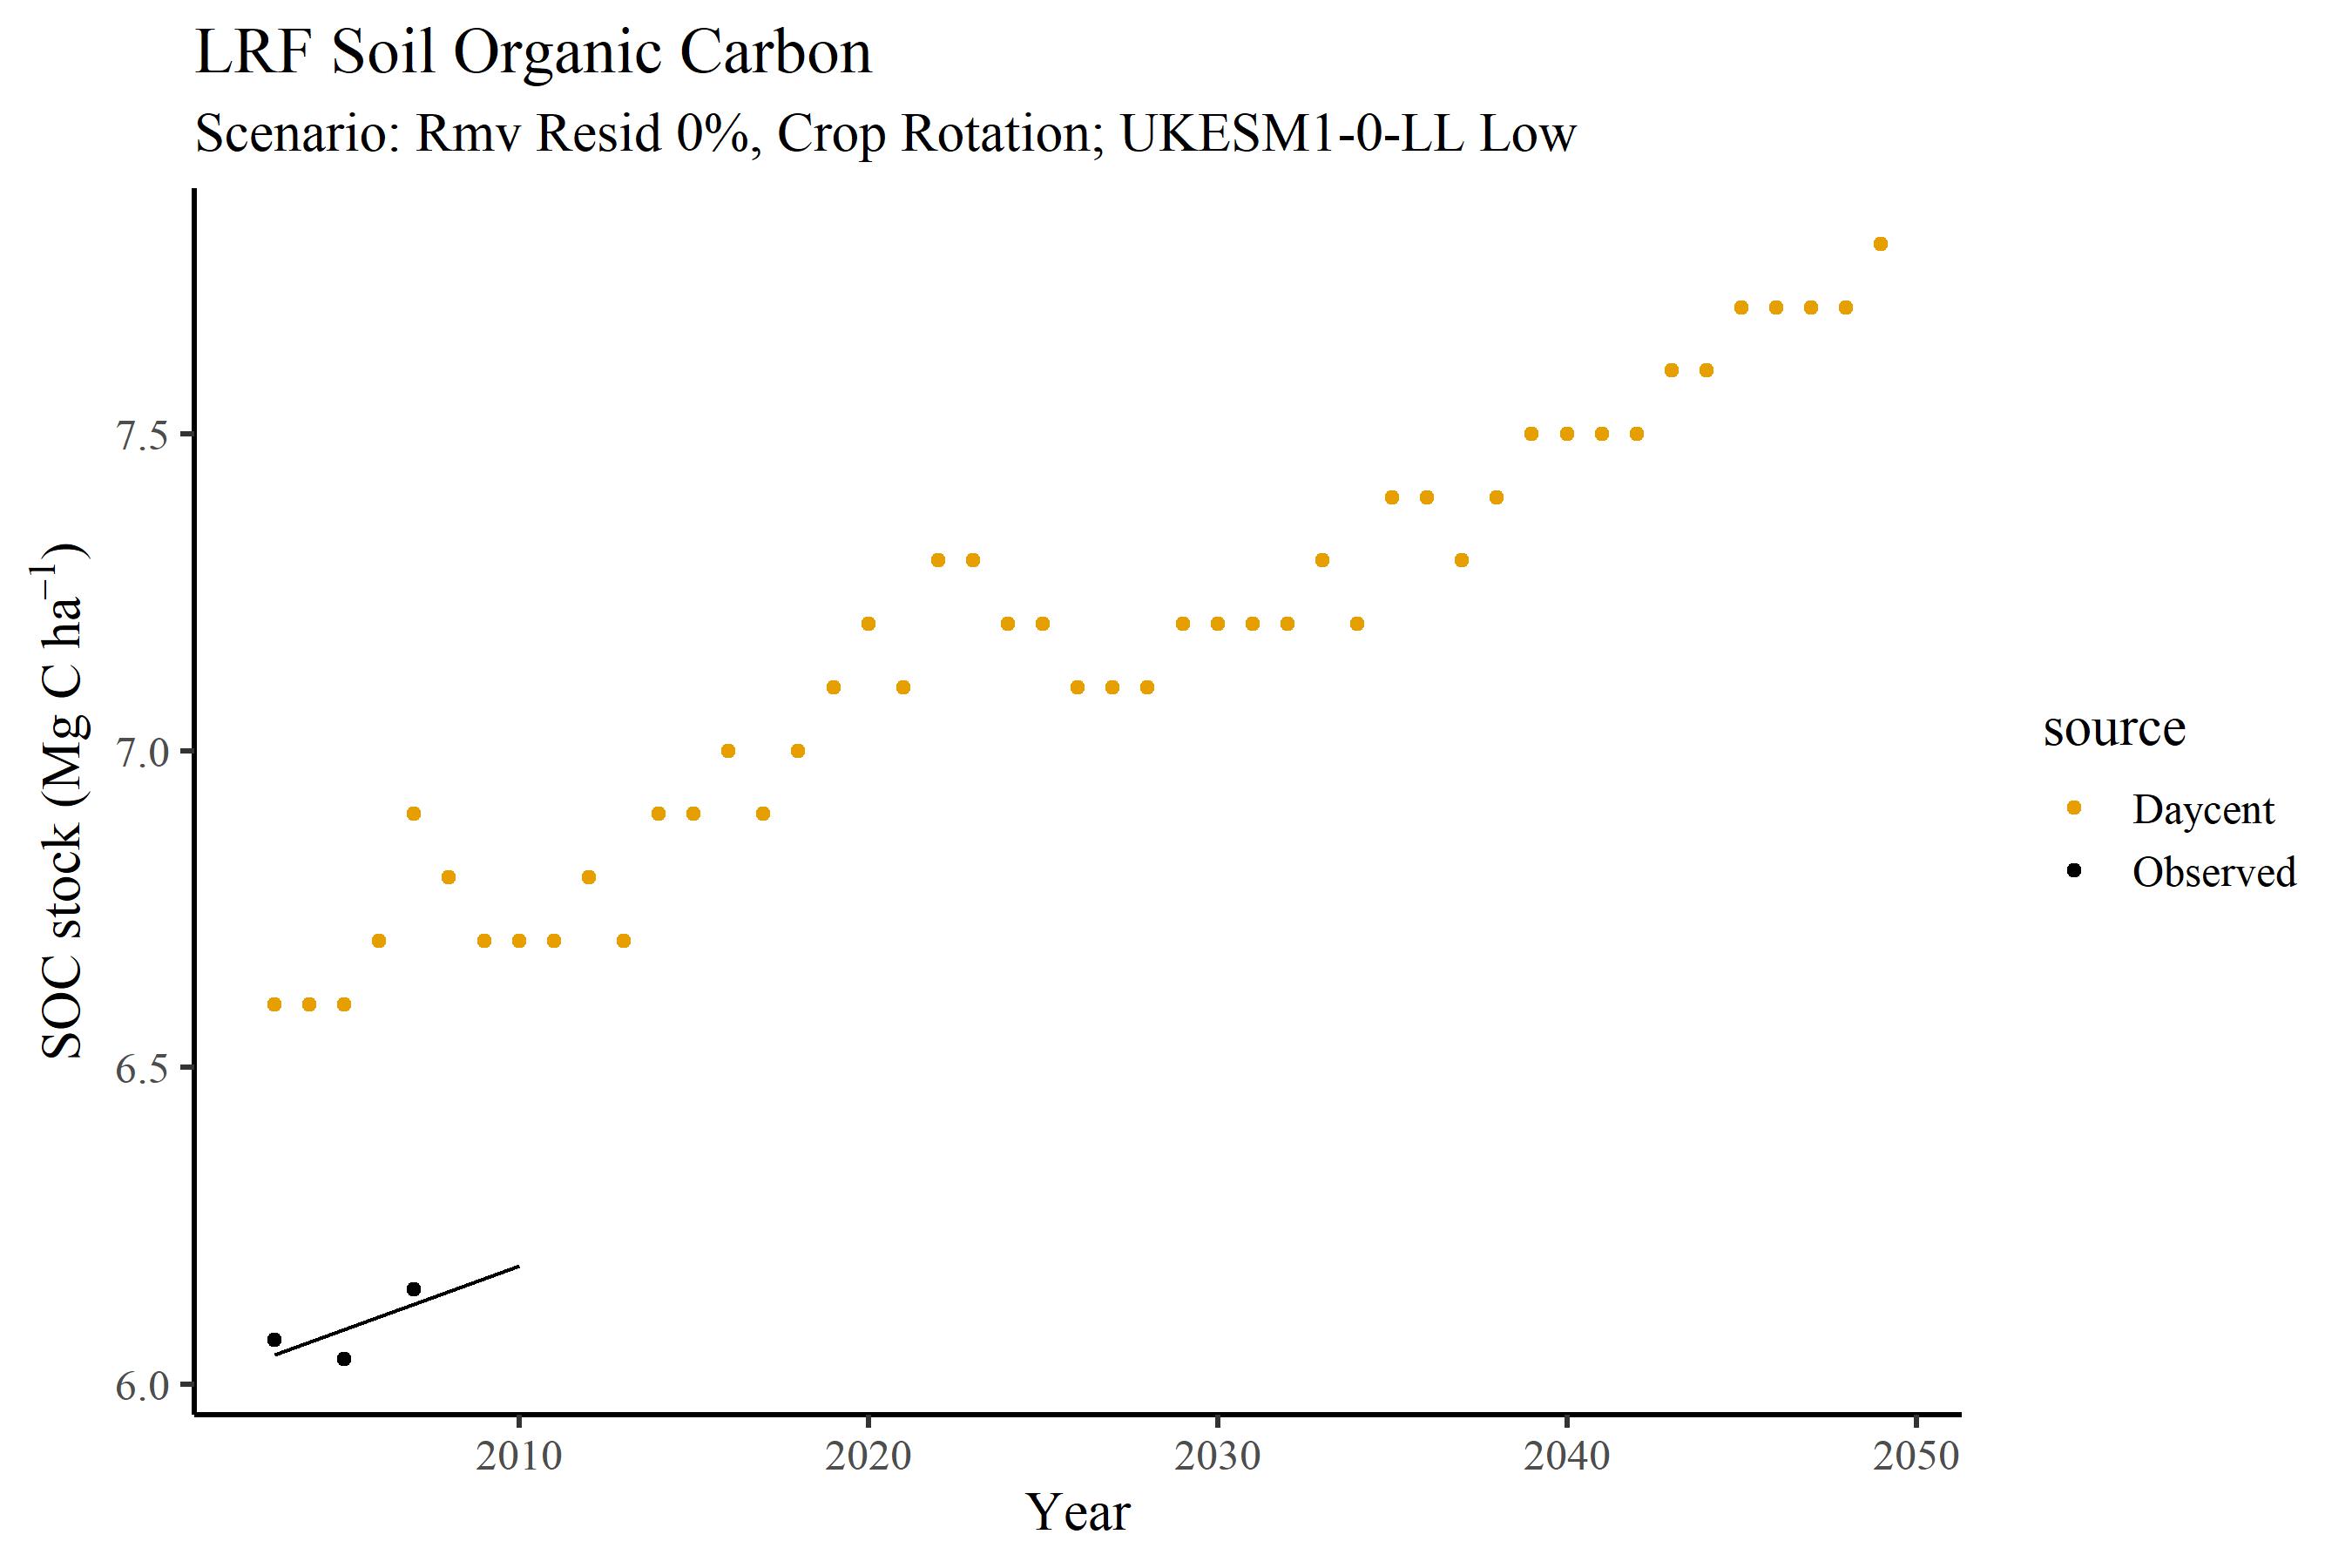 LRF Soil Organic Carbon
Scenario: Rmv Resid 0%, Crop Rotation; UKESM1-0-LL Low
SOC stock (Mg C ha⁻¹)
7.5
7.0
6.5
6.0
2010 2020 2030 2040 2050
Year
source
Daycent
Observed